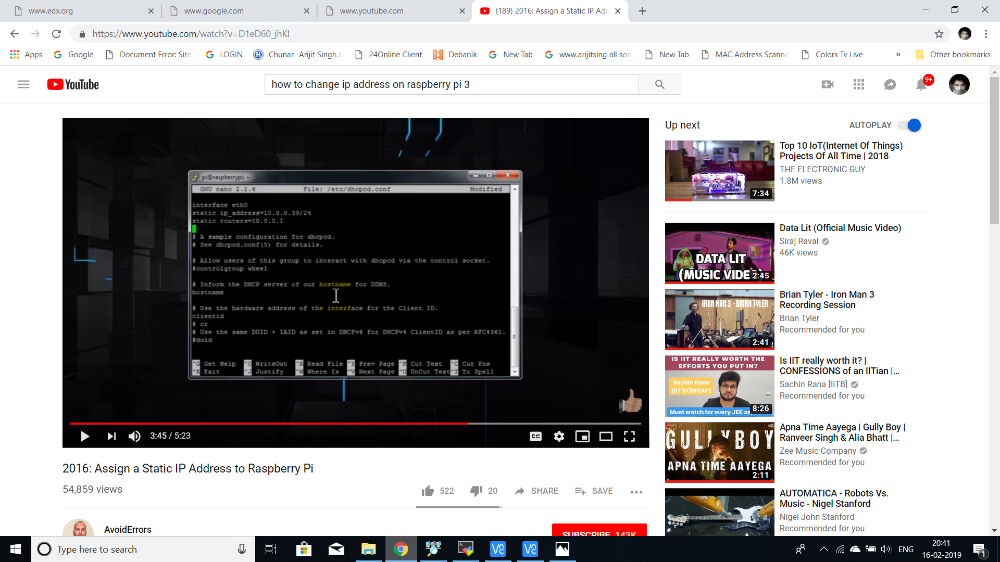 www.edx.org
www.google.com
www.youtube.com
(189) 2016: Assign a Static IP Add
https://www.youtube.com/watch?v=D1eD60_jhKI
Apps
Google
Document Error: Site
LOGIN
Chunar -Arijit Singh.m
24Online Client
Debanik
New Tab
www.arijitsing all son
New Tab
MAC Address Scanne
Colors Tv Live
»
Other bookmarks
YouTube
how to change ip address on raspberry pi 3
9+
pi@raspberrypi: ~
GNU nano 2.2.6 File: /etc/dhcpcd.conf Modified
interface eth0
static ip_address=10.0.0.39/24
static routers=10.0.0.1
# A sample configuration for dhcpcd.
# See dhcpcd.conf(5) for details.
# Allow users of this group to interact with dhcpcd via the control socket.
#controlgroup wheel
# Inform the DHCP server of our hostname for DDNS.
hostname
# Use the hardware address of the interface for the Client ID.
clientid
# or
# Use the same DUID + IAID as set in DHCPv6 for DHCPv4 ClientID as per RFC4361.
#duid
^G Get Help ^O WriteOut ^R Read File ^Y Prev Page ^K Cut Text ^C Cur Pos
^X Exit ^J Justify ^W Where Is ^V Next Page ^U UnCut Text ^T To Spell
3:45 / 5:23
CC
2016: Assign a Static IP Address to Raspberry Pi
54,859 views
522
20
SHARE
SAVE
AvoidErrors
SUBSCRIBE 143K
Up next
AUTOPLAY
7:34
Top 10 IoT(Internet Of Things)
Projects Of All Time | 2018
THE ELECTRONIC GUY
1.8M views
DATA LIT
(MUSIC VIDE
2:45
Data Lit (Official Music Video)
Siraj Raval
46K views
IRON MAN 3 - BRIAN TYLER
2:41
Brian Tyler - Iron Man 3
Recording Session
Brian Tyler
Recommended for you
IS IIT REALLY WORTH THE
EFFORTS YOU PUT IN?
Sachin Rana
(IIT BOMBAY)
Must watch for every JEE as
8:26
Is IIT really worth it? |
CONFESSIONS of an IITian |...
Sachin Rana [IITB]
Recommended for you
GULLYBOY
APNA TIME AAYEGA
2:11
Apna Time Aayega | Gully Boy |
Ranveer Singh & Alia Bhatt |...
Zee Music Company
Recommended for you
AUTOMATICA - Robots Vs.
Music - Nigel Stanford
Nigel John Stanford
Recommended for you
Type here to search
ENG
20:41
16-02-2019
1